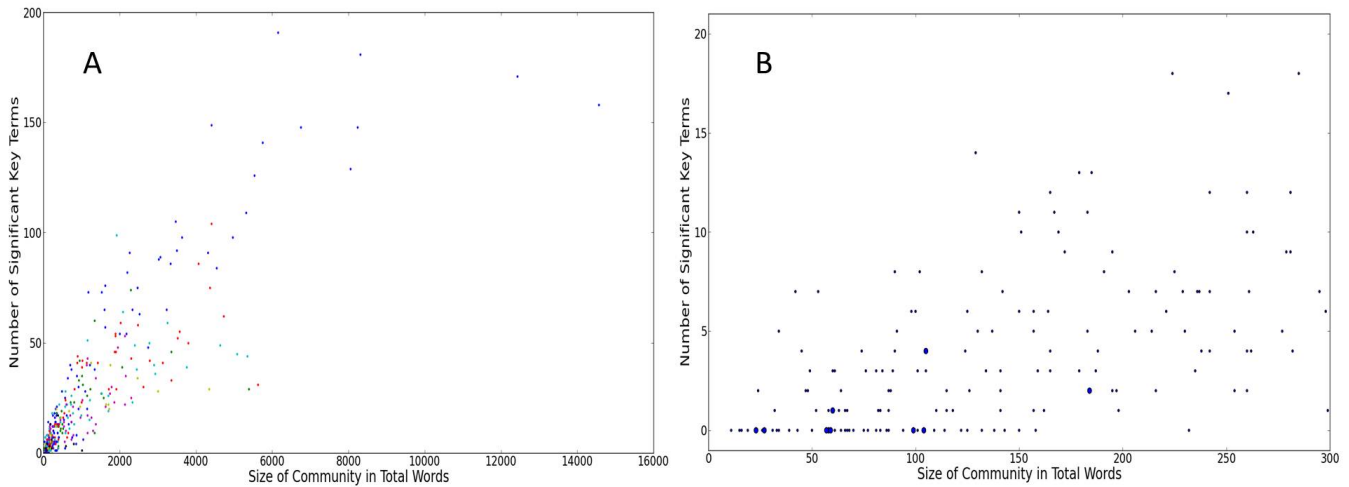 A
Number of Significant Key Terms
200
150
100
50
0
0 2000 4000 6000 8000 10000 12000 14000 16000
Size of Community in Total Words
B
Number of Significant Key Terms
20
15
10
5
0
0 50 100 150 200 250 300
Size of Community in Total Words